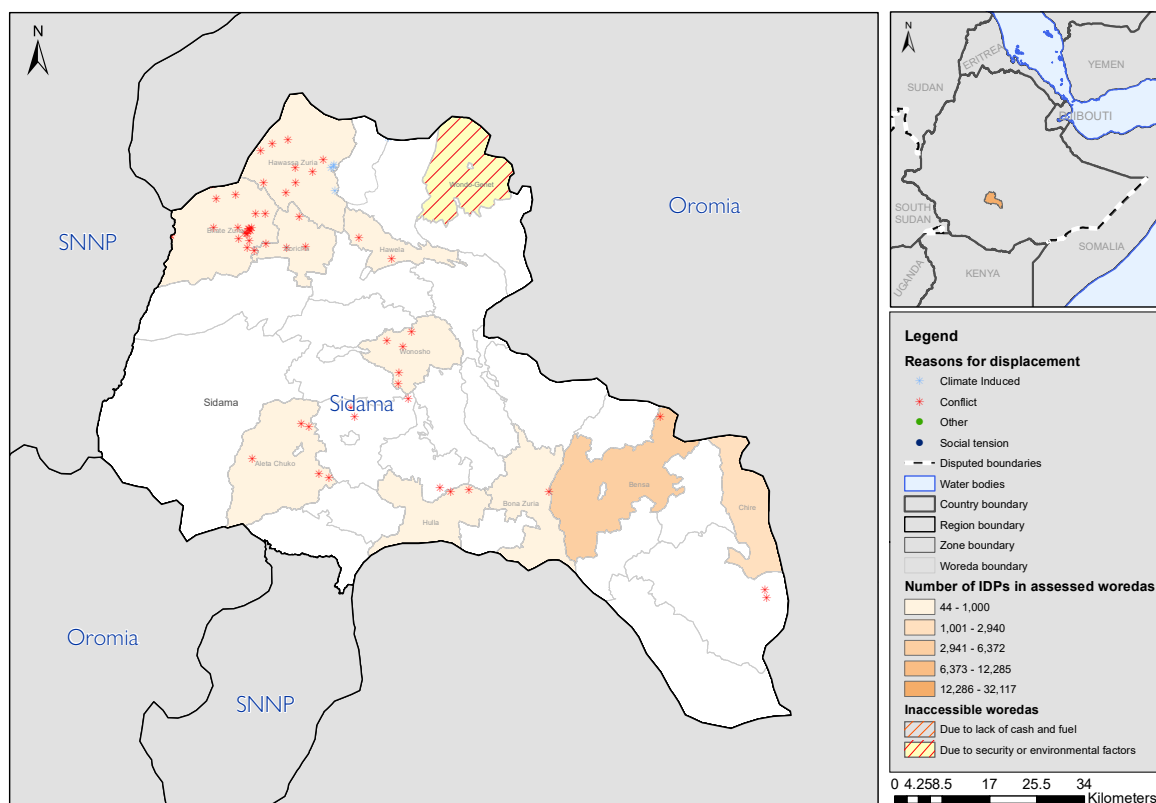 N
Hawassa Zuria
Wondo-Genet
Oromia
SNNP
Hawela
Wonosho
Sidama
Sidama
Aleta Chuko
Bensa
Bona Zuria
Chire
Hulla
Oromia
SNNP
N
ERITREA
YEMEN
SUDAN
DJIBOUTI
SOUTH
SUDAN
SOMALIA
UGANDA
KENYA
Legend
Reasons for displacement
Climate Induced
Conflict
Other
Social tension
Disputed boundaries
Water bodies
Country boundary
Region boundary
Zone boundary
Woreda boundary
Number of IDPs in assessed woredas
44 - 1,000
1,001 - 2,940
2,941 - 6,372
6,373 - 12,285
12,286 - 32,117
Inaccessible woredas
Due to lack of cash and fuel
Due to security or environmental factors
0 4.25 8.5 17 25.5 34
Kilometers